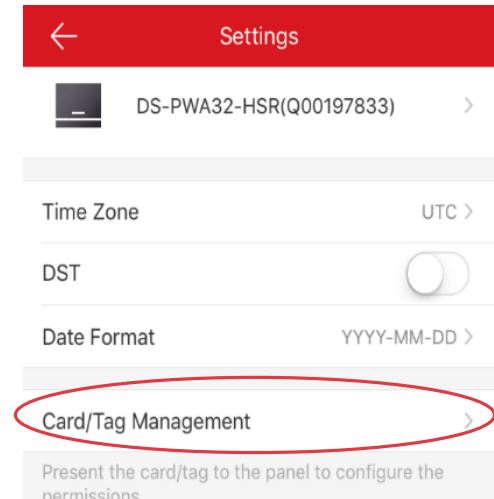 Settings
DS-PWA32-HSR(Q00197833)
Time Zone UTC
DST
Date Format YYYY-MM-DD
Card/Tag Management
Present the card/tag to the panel to configure the
permissions